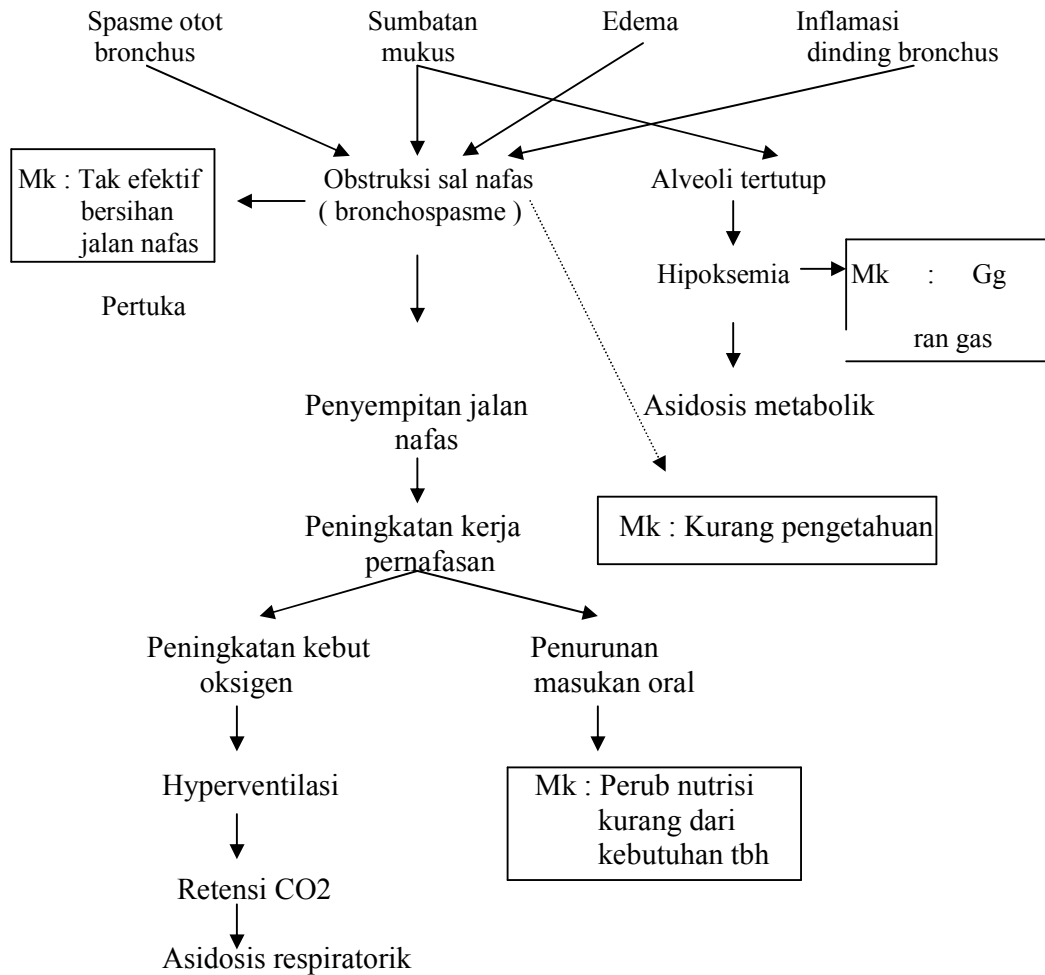 Spasme otot
bronchus
Sumbatan
mukus
Edema
Inflamasi
dinding bronchus
Mk : Tak efektif
bersihan
jalan nafas
Obstruksi sal nafas
( bronchospasme )
Alveoli tertutup
Hipoksemia
Mk : Gg
Pertuka
ran gas
Penyempitan jalan
nafas
Asidosis metabolik
Peningkatan kerja
pernafasan
Mk : Kurang pengetahuan
Peningkatan kebut
oksigen
Penurunan
masukan oral
Hyperventilasi
Mk : Perub nutrisi
kurang dari
kebutuhan tbh
Retensi CO2
Asidosis respiratorik